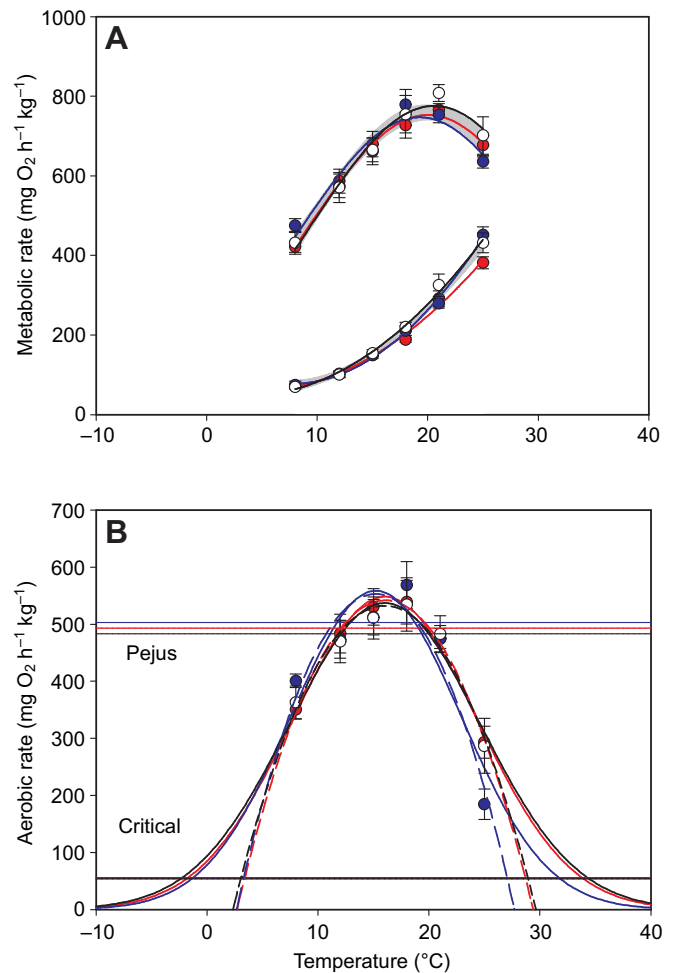 A
Metabolic rate (mg O₂ h⁻¹ kg⁻¹)
1000
800
600
400
200
0
–10 0 10 20 30 40
B
Aerobic rate (mg O₂ h⁻¹ kg⁻¹)
700
600
500
Pejus
400
300
200
Critical
100
0
–10 0 10 20 30 40
Temperature (°C)